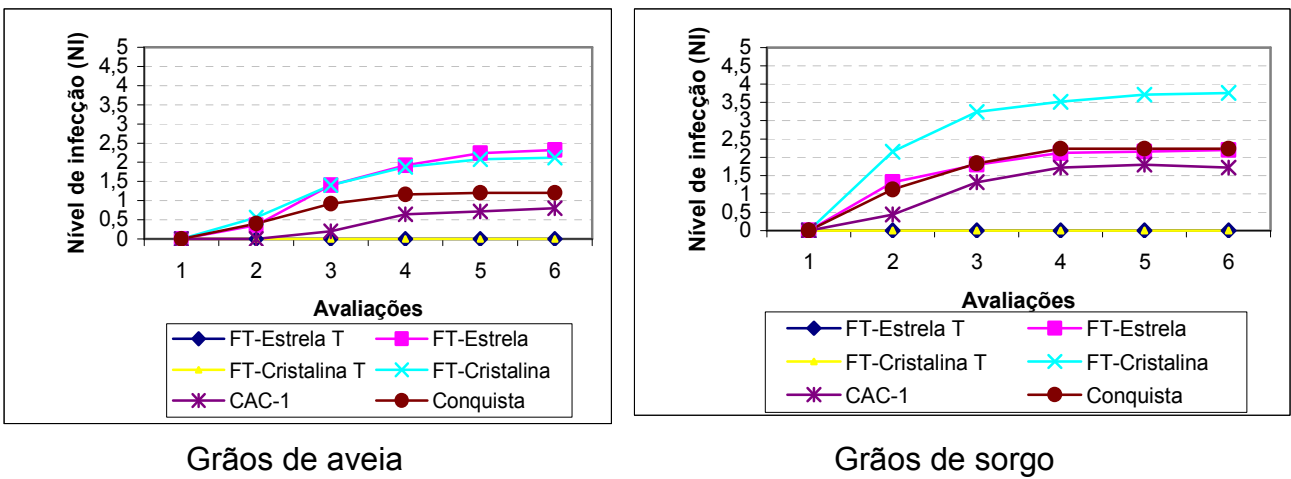 Nível de infecção (NI)
5
4,5
4
3,5
3
2,5
2
1,5
1
0,5
0
1 2 3 4 5 6
Avaliações
FT-Estrela T FT-Estrela
FT-Cristalina T FT-Cristalina
CAC-1 Conquista
Grãos de aveia
Nível de infecção (NI)
5
4,5
4
3,5
3
2,5
2
1,5
1
0,5
0
1 2 3 4 5 6
Avaliações
FT-Estrela T FT-Estrela
FT-Cristalina T FT-Cristalina
CAC-1 Conquista
Grãos de sorgo